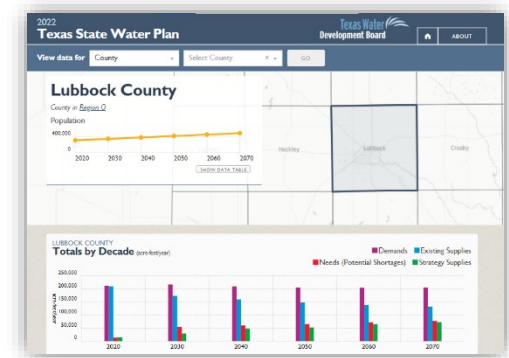 2022
Texas State Water Plan
Texas Water
Development Board
ABOUT
View data for County Select County × GO
Lubbock County
County in Region O
Population
400,000
0
2020 2030 2040 2050 2060 2070
SHOW DATA TABLE
Hockley Lubbock Crosby
LUBBOCK COUNTY
Totals by Decade (acre-feet/year)
Demands Existing Supplies
Needs (Potential Shortages) Strategy Supplies
250,000
200,000
150,000
100,000
50,000
0
acre-feet/year
2020 2030 2040 2050 2060 2070